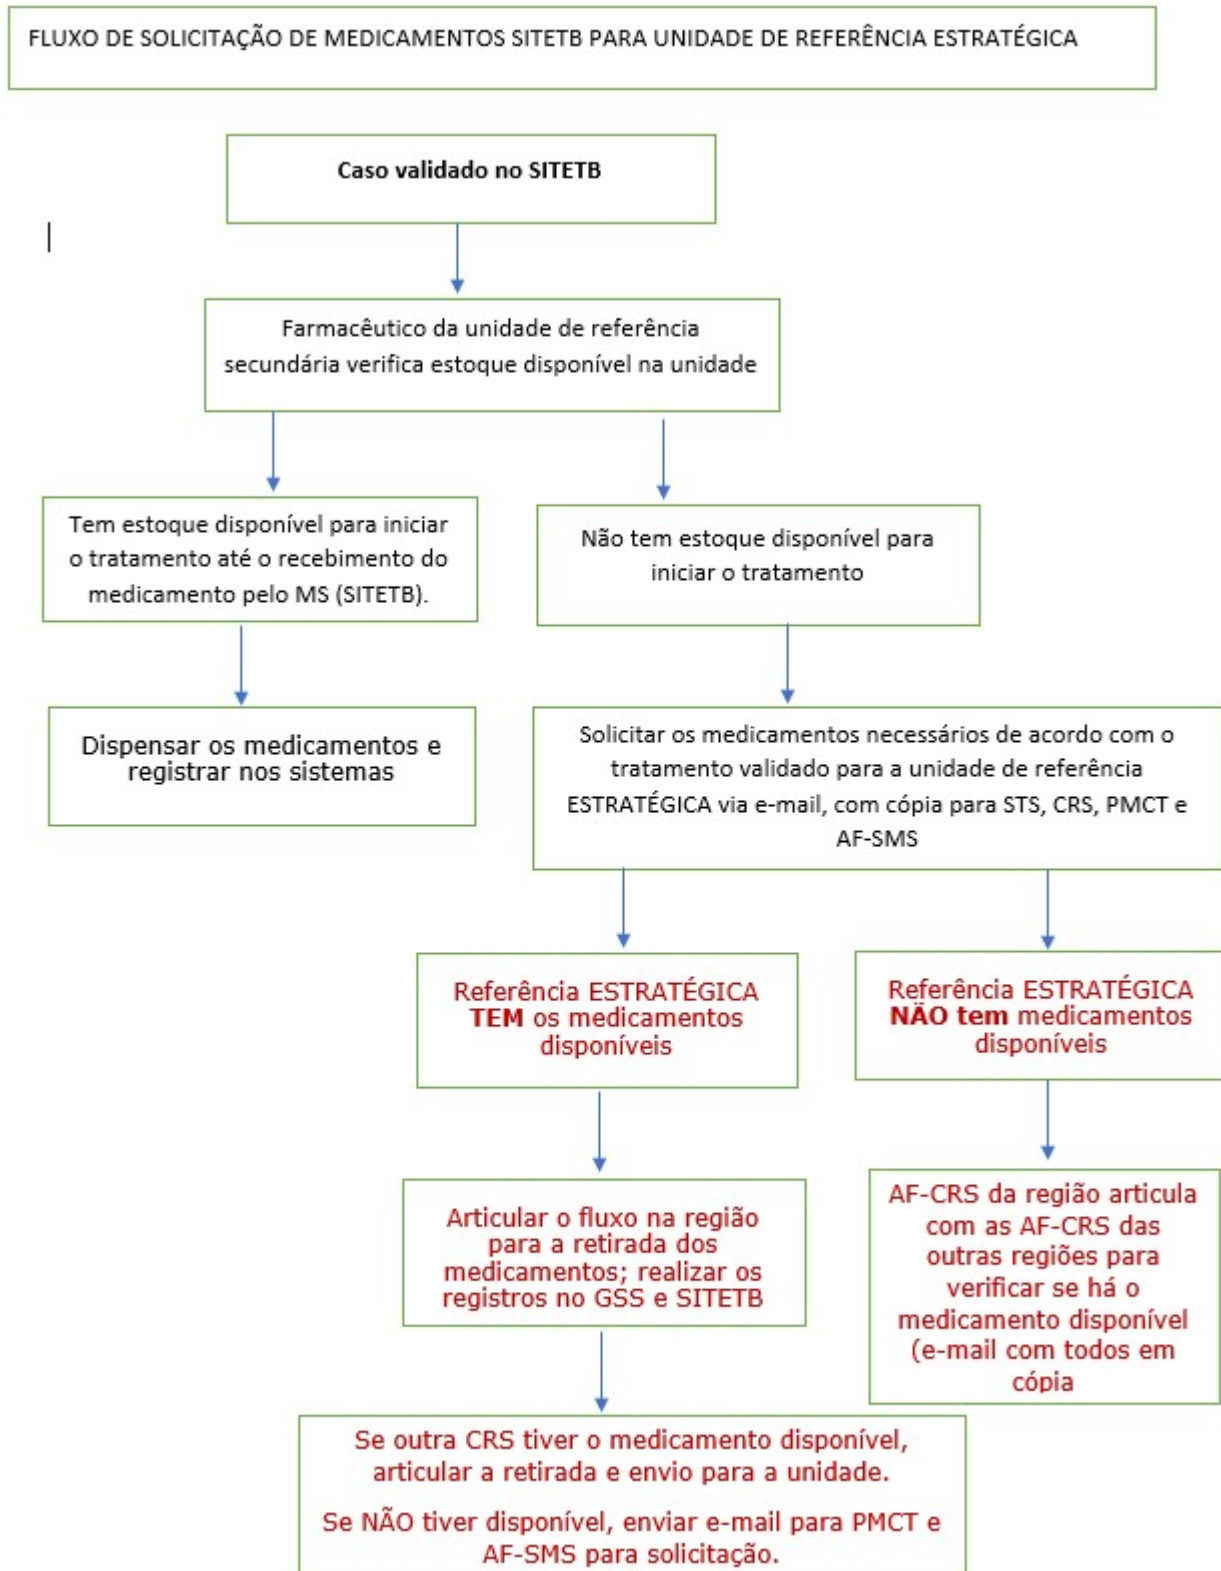 FLUXO DE SOLICITAÇÃO DE MEDICAMENTOS SITETB PARA UNIDADE DE REFERÊNCIA ESTRATÉGICA
Caso validado no SITETB
Farmacêutico da unidade de referência
secundária verifica estoque disponível na unidade
Tem estoque disponível para iniciar
o tratamento até o recebimento do
medicamento pelo MS (SITETB).
Não tem estoque disponível para
iniciar o tratamento
Dispensar os medicamentos e
registrar nos sistemas
Solicitar os medicamentos necessários de acordo com o
tratamento validado para a unidade de referência
ESTRATÉGICA via e-mail, com cópia para STS, CRS, PMCT e
AF-SMS
Referência ESTRATÉGICA
TEM os medicamentos
disponíveis
Referência ESTRATÉGICA
NÃO tem medicamentos
disponíveis
Articular o fluxo na região
para a retirada dos
medicamentos; realizar os
registros no GSS e SITETB
AF-CRS da região articula
com as AF-CRS das
outras regiões para
verificar se há o
medicamento disponível
(e-mail com todos em
cópia
Se outra CRS tiver o medicamento disponível,
articular a retirada e envio para a unidade.
Se NÃO tiver disponível, enviar e-mail para PMCT e
AF-SMS para solicitação.